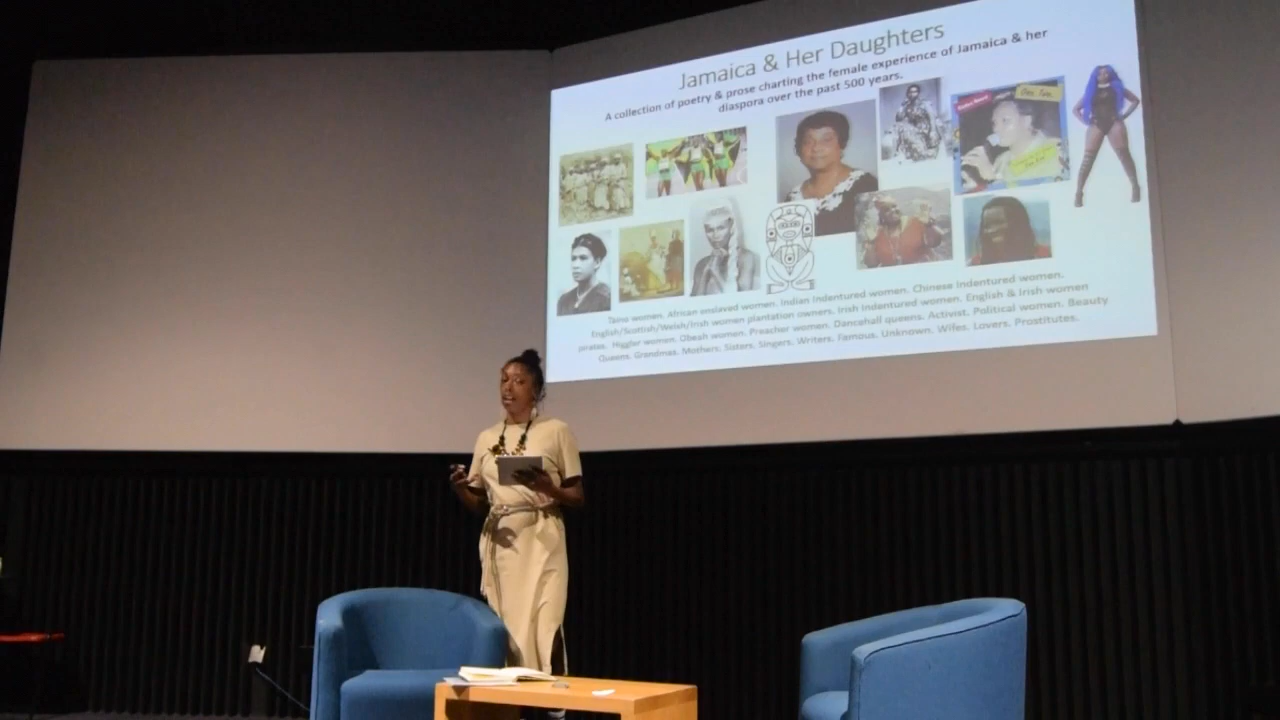 Jamaica & Her Daughters
A collection of poetry & prose charting the female experience of Jamaica & her
diaspora over the past 500 years.
Taino women. African enslaved women. Indian Indentured women. Chinese indentured women.
English/Scottish/Welsh/Irish women plantation owners. Irish indentured women. English & Irish women
pirates. Higgler women. Obeah women. Preacher women. Dancehall queens. Activist. Political women. Beauty
Queens. Grandmas. Mothers. Sisters. Singers. Writers. Famous. Unknown. Wifes. Lovers. Prostitutes.